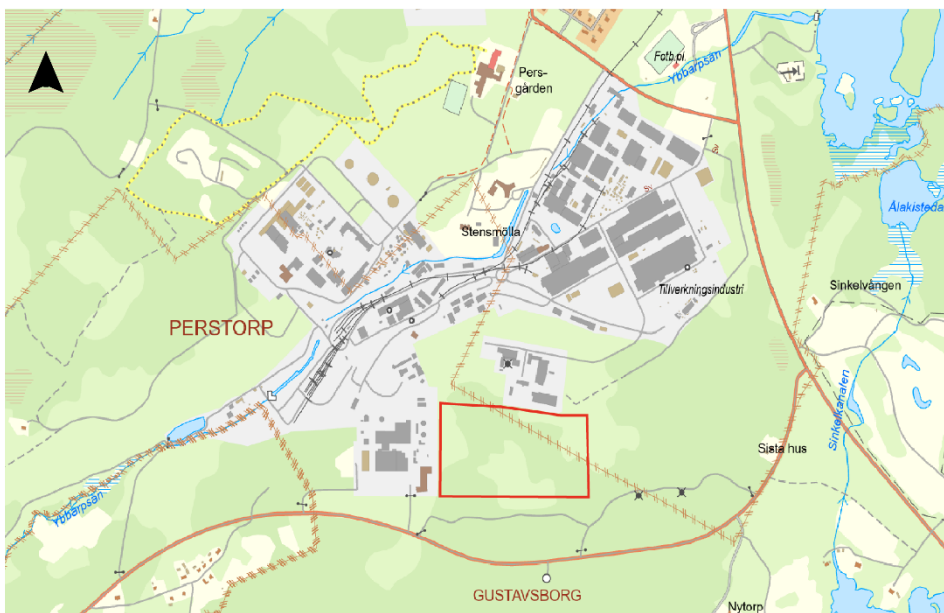 Fotb.pl.
Ybbarpsån
Pers-
gården
Ålakisteda
Stensmölla
Tillverkningsindustri
Sinkelvången
PERSTORP
Sinkelkanalen
Sista hus
Ybbarpsån
GUSTAVSBORG
Nytorp